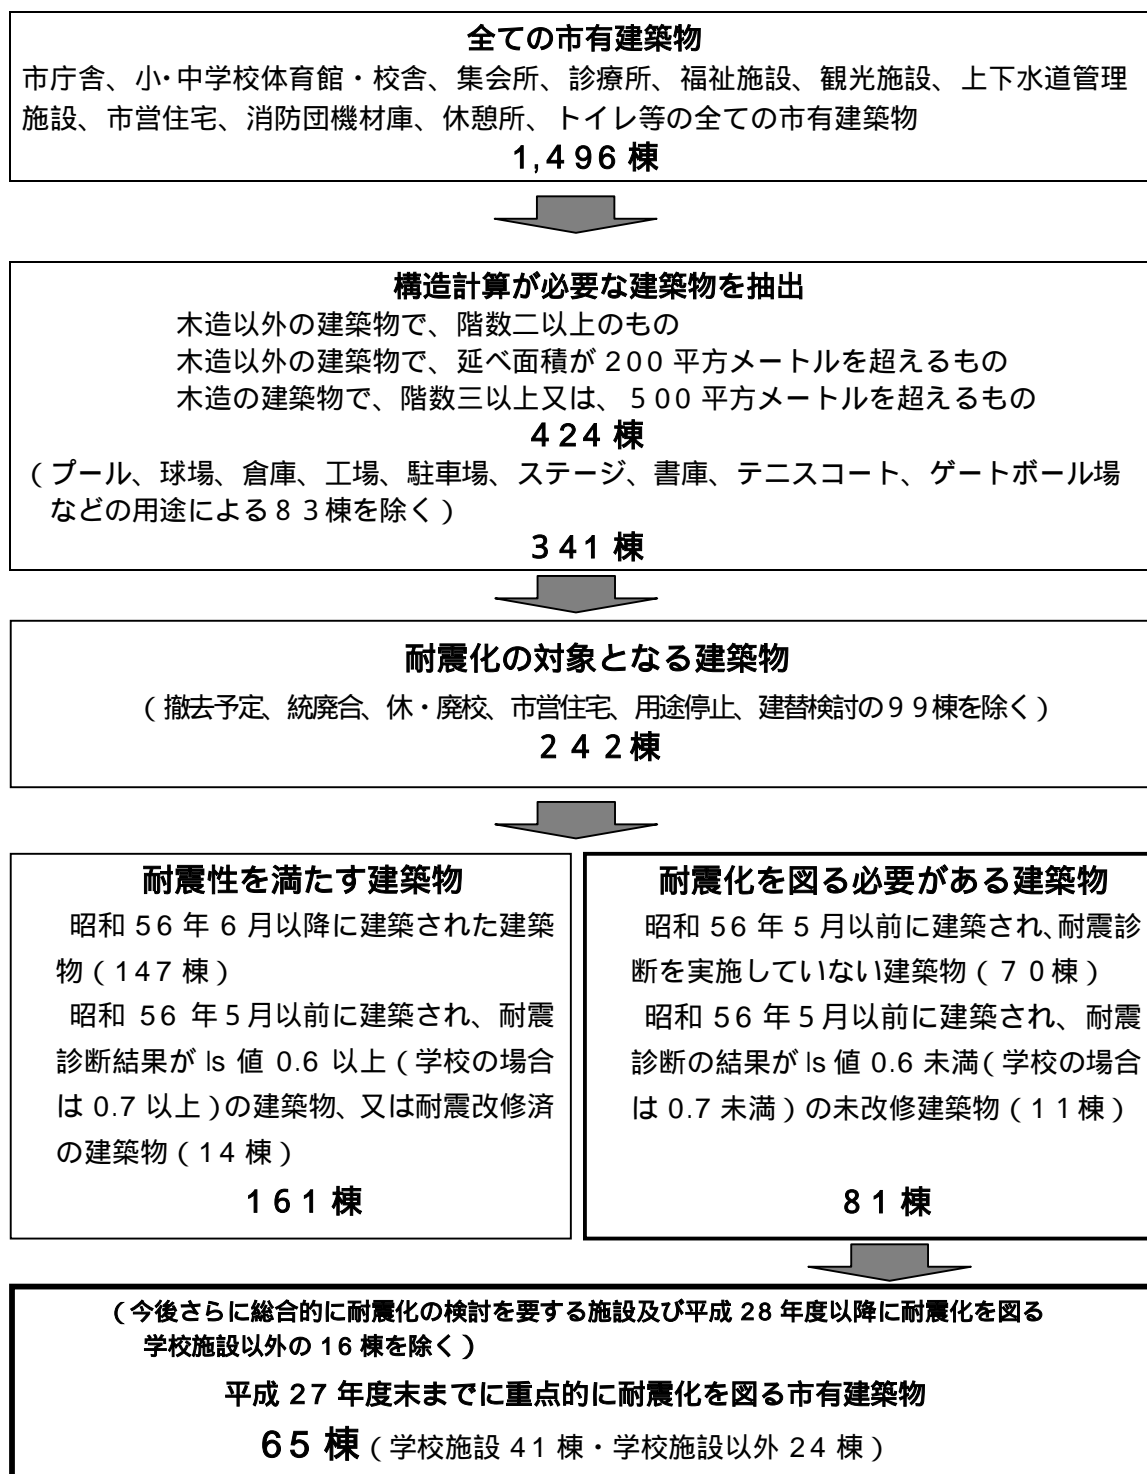 全ての市有建築物
市庁舎、小・中学校体育館・校舎、集会所、診療所、福祉施設、観光施設、上下水道管理
施設、市営住宅、消防団機材庫、休憩所、トイレ等の全ての市有建築物
1,496 棟
構造計算が必要な建築物を抽出
木造以外の建築物で、階数二以上のもの
木造以外の建築物で、延べ面積が 200 平方メートルを超えるもの
木造の建築物で、階数三以上又は、500 平方メートルを超えるもの
424 棟
（プール、球場、倉庫、工場、駐車場、ステージ、書庫、テニスコート、ゲートボール場
などの用途による83棟を除く）
341 棟
耐震化の対象となる建築物
（撤去予定、統廃合、休・廃校、市営住宅、用途停止、建替検討の99棟を除く）
242棟
耐震性を満たす建築物
昭和 56 年 6 月以降に建築された建築
物（147 棟）
昭和 56 年5月以前に建築され、耐震
診断結果が Is 値 0.6 以上（学校の場合
は 0.7 以上）の建築物、又は耐震改修済
の建築物（14 棟）
161 棟
耐震化を図る必要がある建築物
昭和 56 年 5 月以前に建築され、耐震診
断を実施していない建築物（70棟）
昭和 56 年5月以前に建築され、耐震
診断の結果が Is 値 0.6 未満（学校の場合
は 0.7 未満）の未改修建築物（11棟）
81 棟
（今後さらに総合的に耐震化の検討を要する施設及び平成 28 年度以降に耐震化を図る
学校施設以外の 16 棟を除く）
平成 27 年度末までに重点的に耐震化を図る市有建築物
65 棟（学校施設 41 棟・学校施設以外 24 棟）